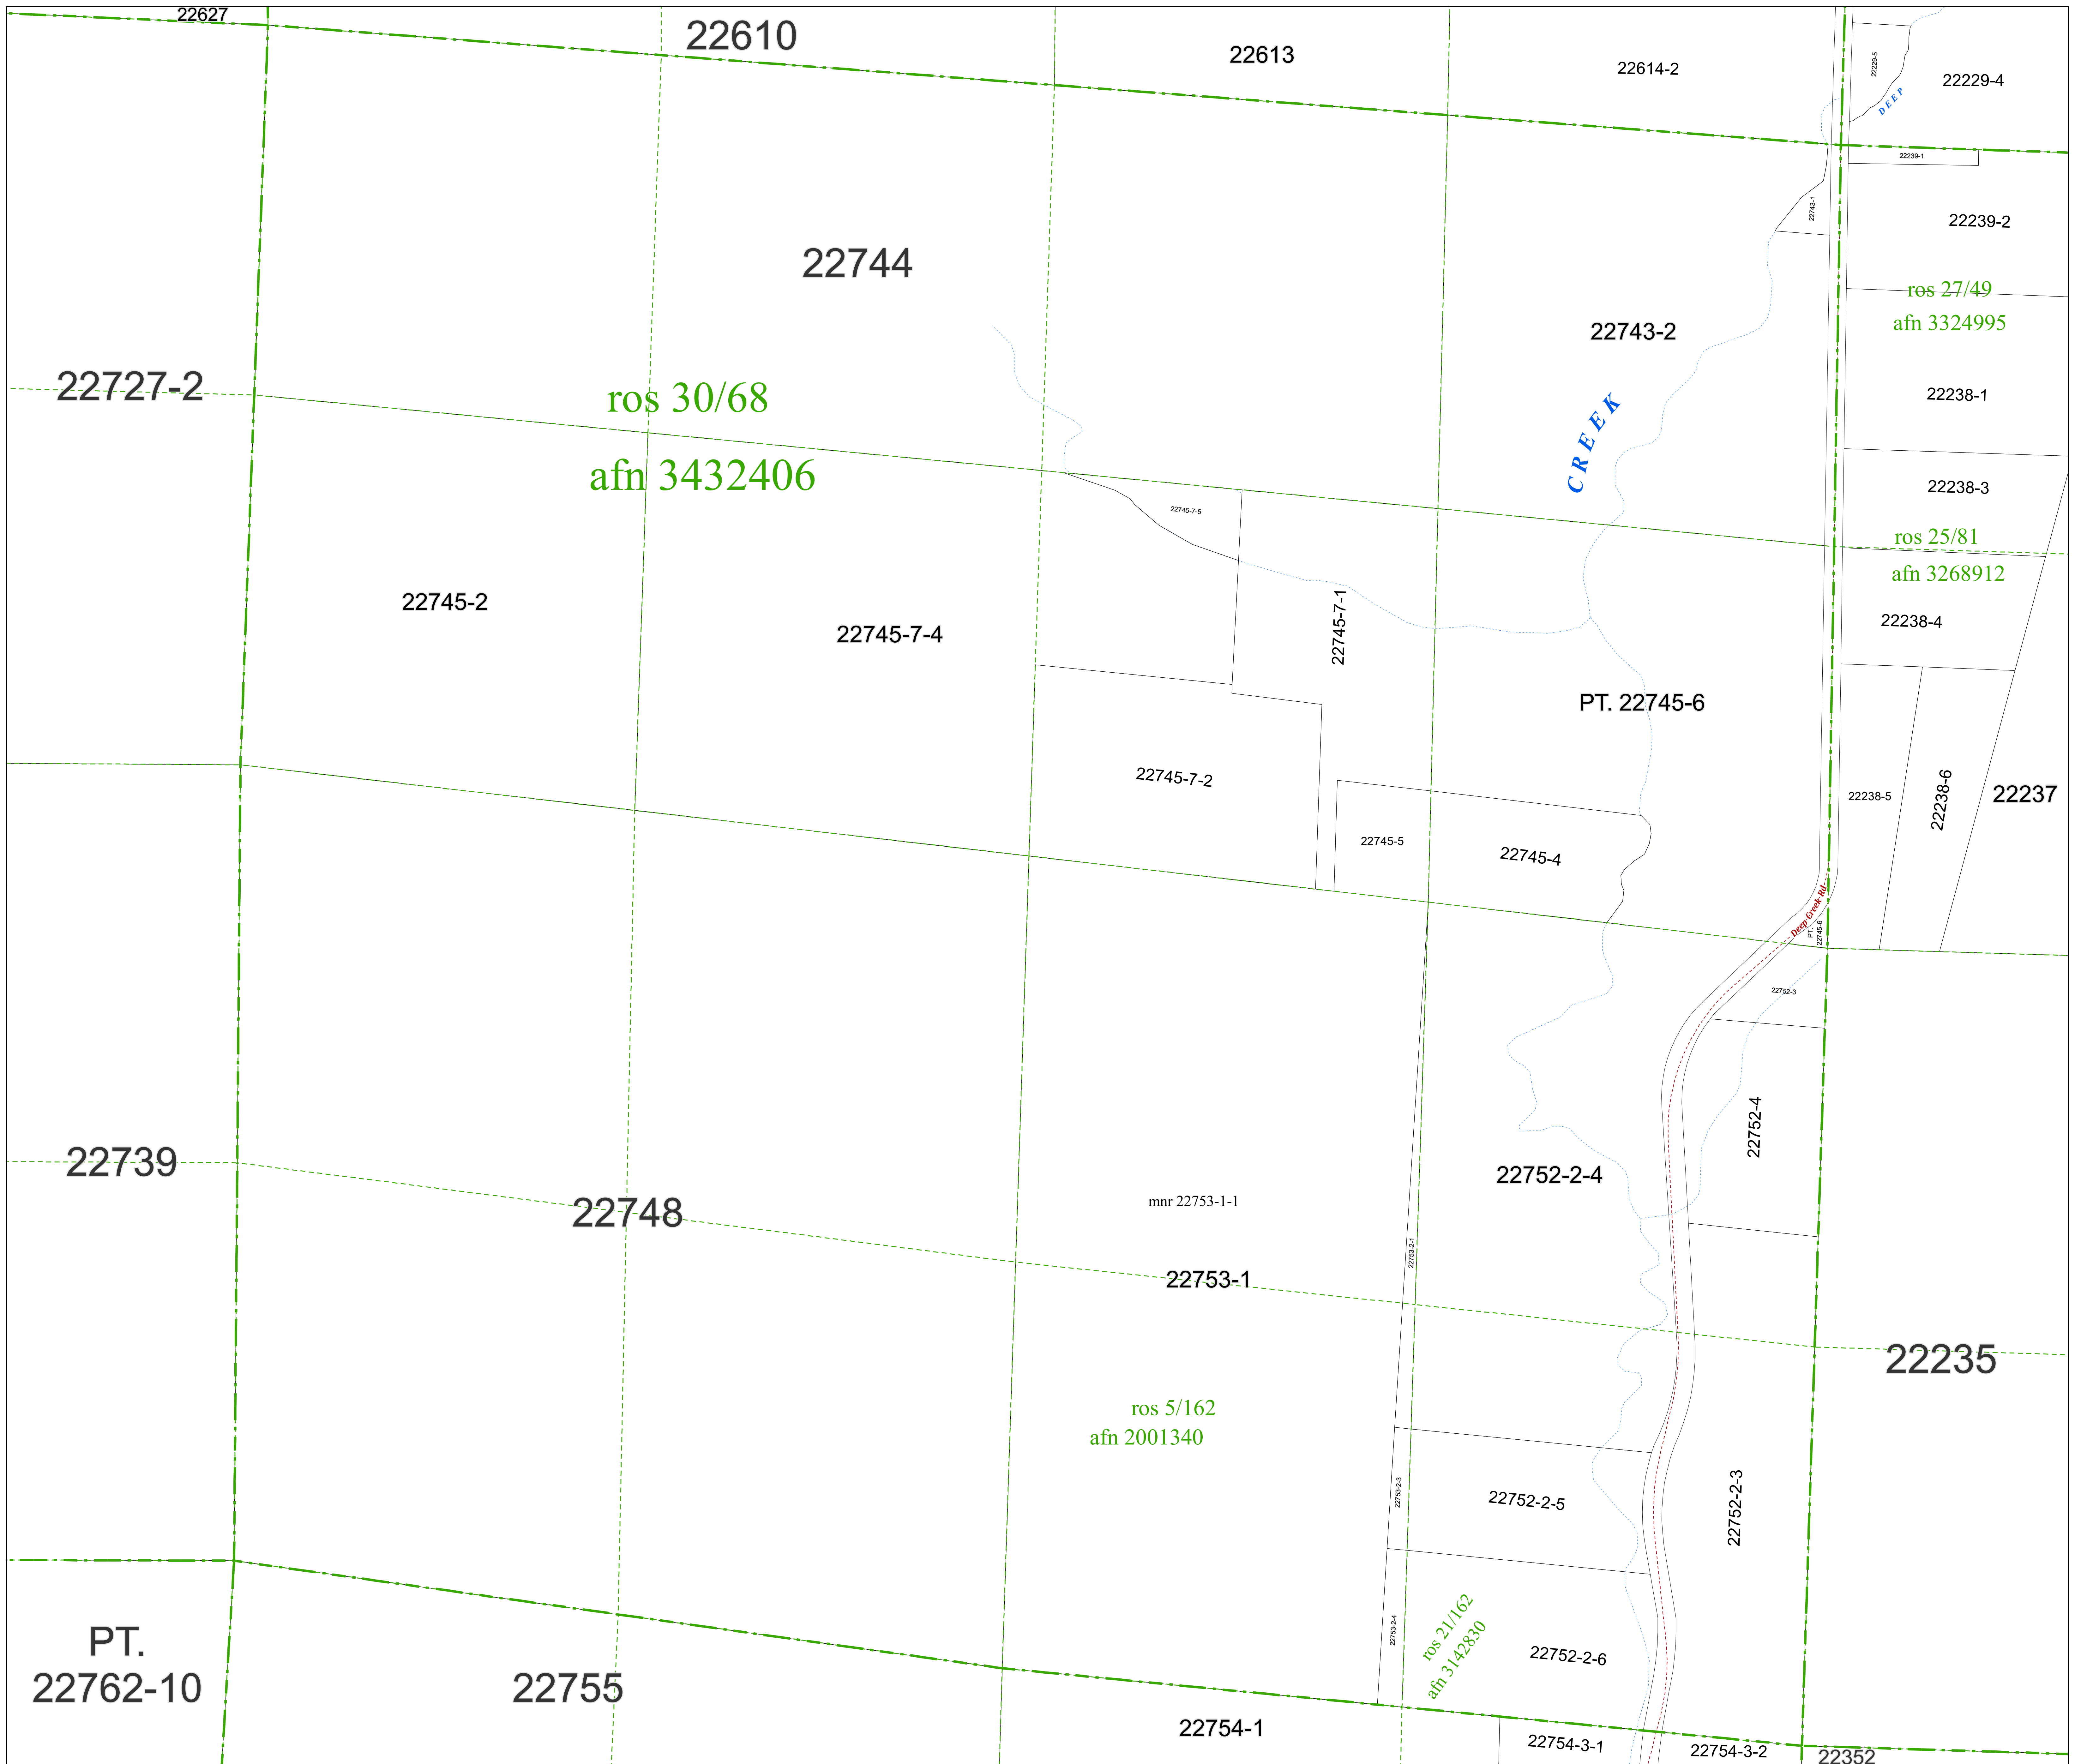 22627
22610
22613
22614-2
22229-5
22229-4
DEEP
22239-1
22743-1
22239-2
22744
ros 27/49
afn 3324995
22743-2
22727-2
ros 30/68
afn 3432406
22238-1
CREEK
22238-3
22745-7-5
ros 25/81
afn 3268912
22745-2
22745-7-4
22745-7-1
22238-4
PT. 22745-6
22745-7-2
22745-5
22745-4
22238-5
22238-6
22237
Deep Creek Rd
PT.
22745-6
22752-3
22752-4
22739
22748
mnr 22753-1-1
22752-2-4
22753-2-1
22753-1
22235
ros 5/162
afn 2001340
22753-2-3
22752-2-5
22752-2-3
PT.
22762-10
22755
22753-2-4
ros 21/162
afn 3142830
22752-2-6
22754-1
22754-3-1
22754-3-2
22352